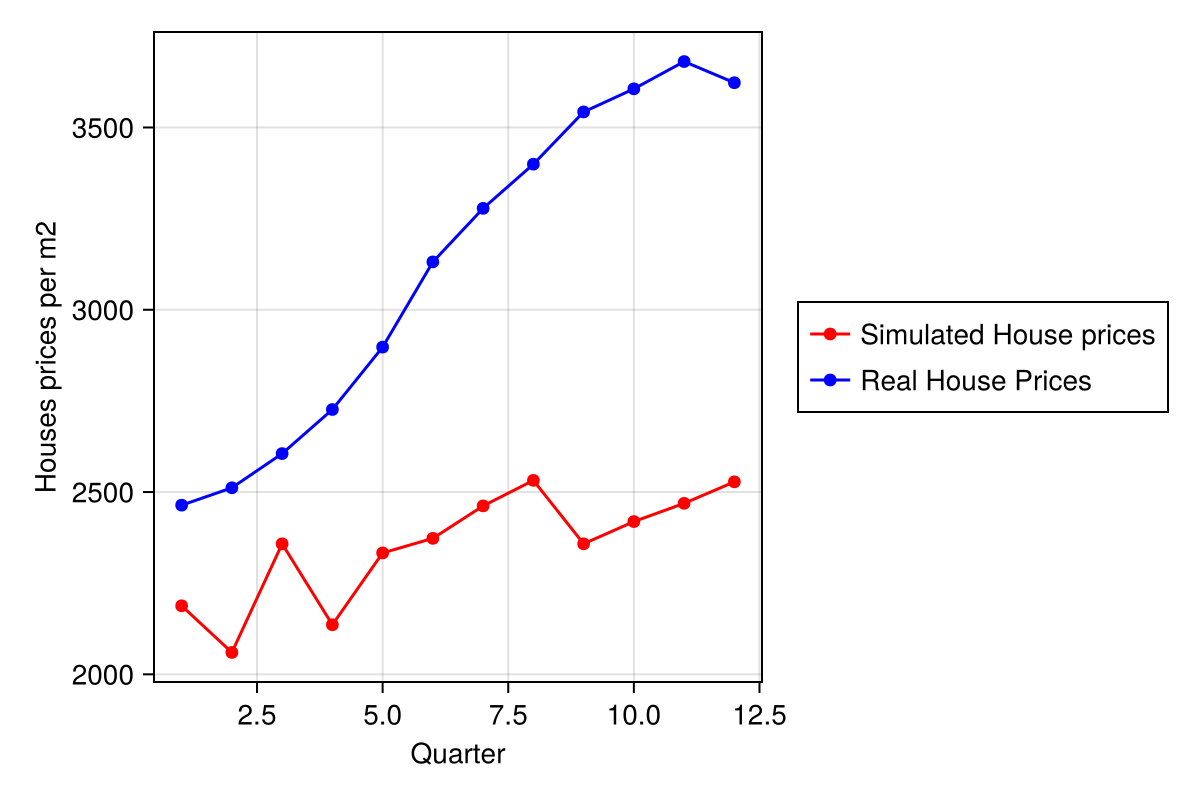 Houses prices per m2
3500
3000
2500
2000
2.5 5.0 7.5 10.0 12.5
Quarter
Simulated House prices
Real House Prices